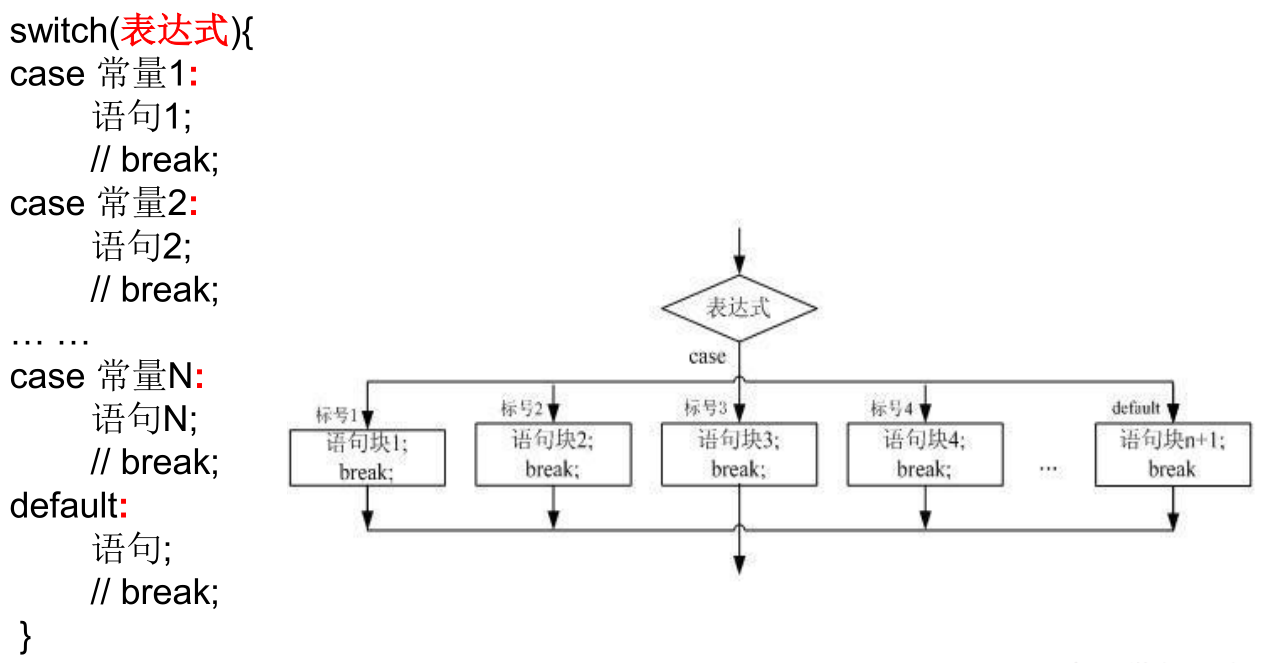 switch(表达式){
case 常量1:
语句1;
// break;
case 常量2:
语句2;
// break;
… …
case 常量N:
语句N;
// break;
default:
语句;
// break;
}
表达式
case
标号1
语句块1;
break;
标号2
语句块2;
break;
标号3
语句块3;
break;
标号4
语句块4;
break;
…
default
语句块n+1;
break